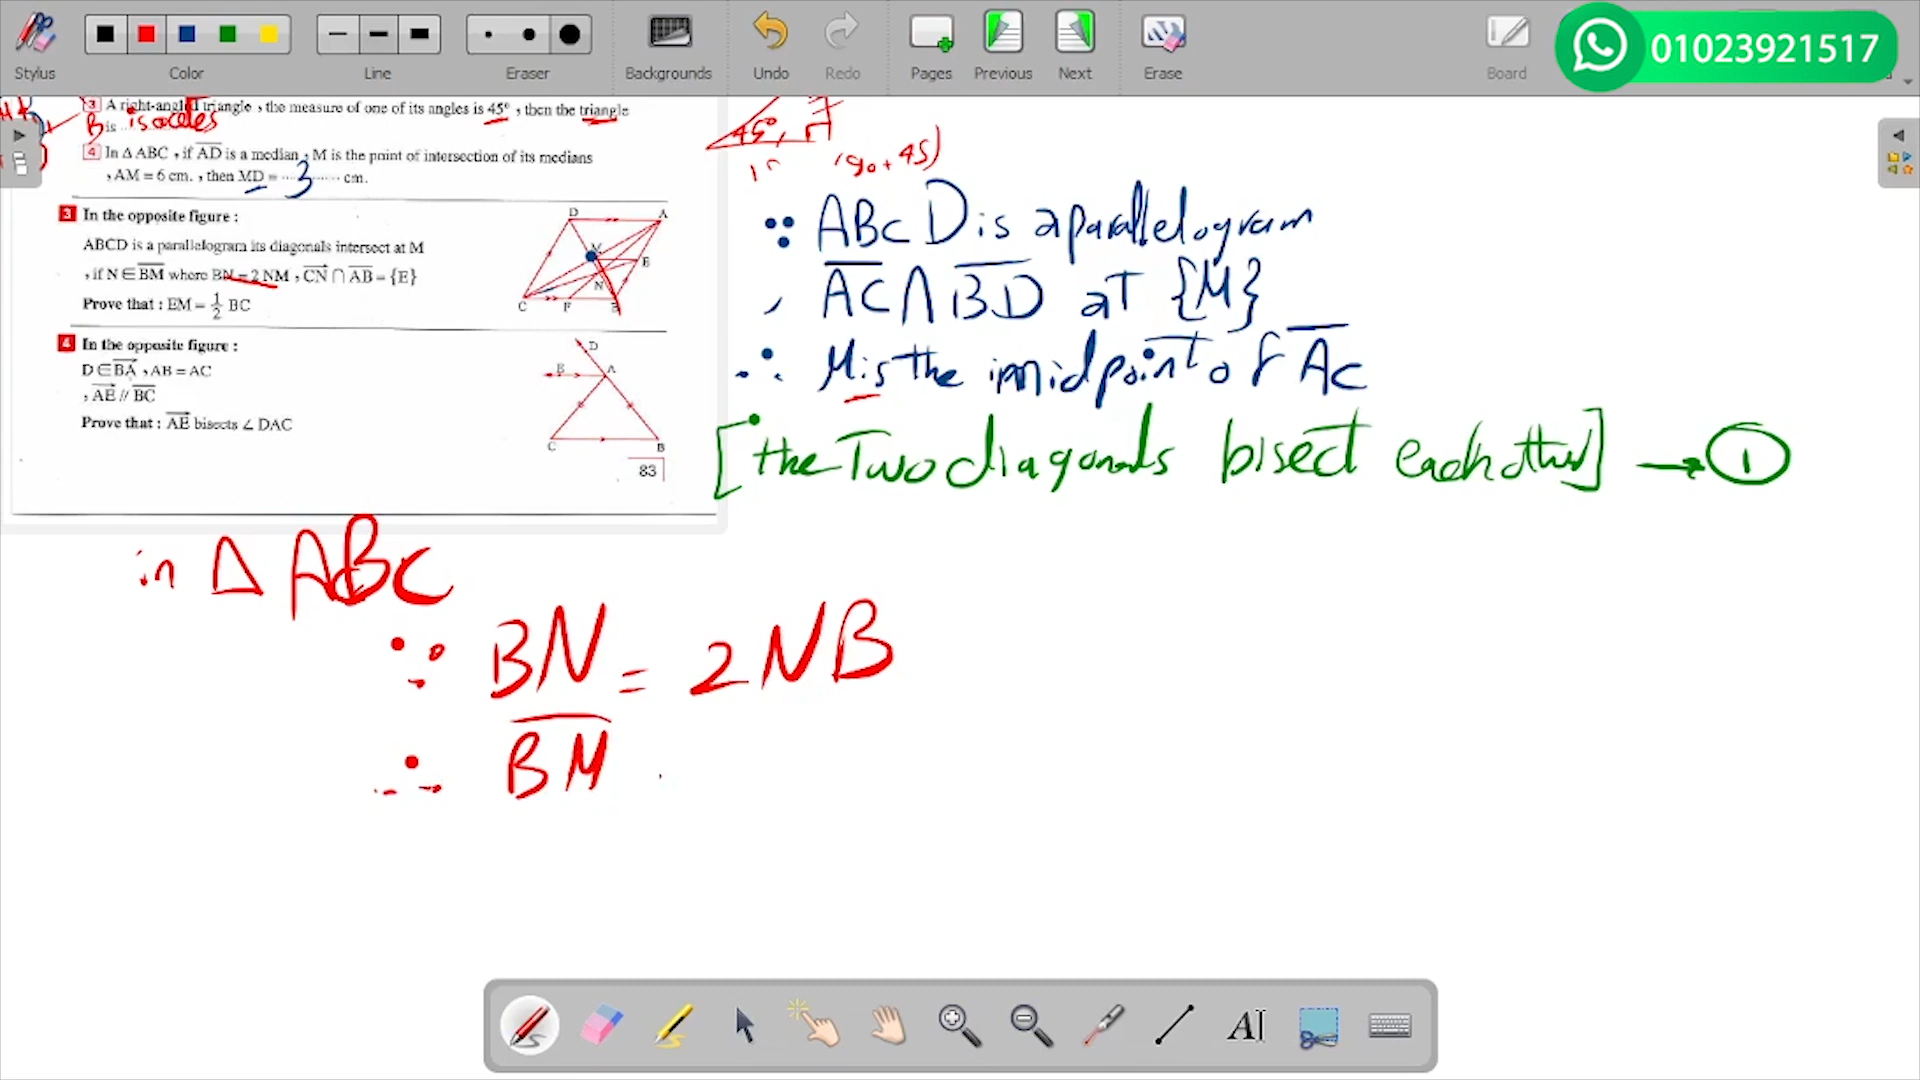 Stylus
Color
Line
Eraser
Backgrounds
Undo
Redo
Pages
Previous
Next
Erase
Board
01023921517
3 A right-angled triangle , the measure of one of its angles is 45° , then the triangle
is
B isoceles
4 In Δ ABC , if AD is a median , M is the point of intersection of its medians
, AM = 6 cm. , then MD = ... 3 ... cm.
45°
(90+45)
3 In the opposite figure :
ABCD is a parallelogram its diagonals intersect at M
, if N ∈ BM where BN = 2 NM , CN ∩ AB = {E}
Prove that : EM = 1/2 BC
D A
M
E
N
C F B
4 In the opposite figure :
D ∈ BA , AB = AC
, AE // BC
Prove that : AE bisects ∠ DAC
D
E A
C B
83
∵ ABCD is a parallelogram
, AC ∩ BD at {M}
∴ M is the midpoint of AC
[the Two diagonals bisect each other] → 1
in Δ ABC
∵ BN = 2NB
∴ BM
AI